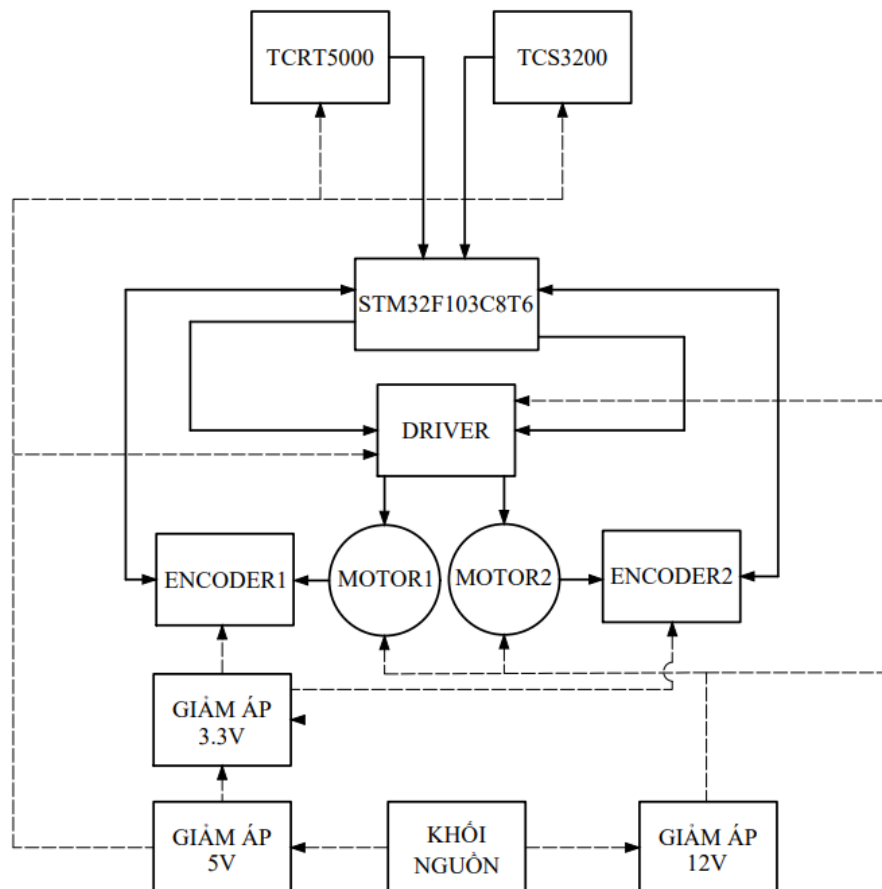 TCRT5000
TCS3200
STM32F103C8T6
DRIVER
ENCODER1
MOTOR1
MOTOR2
ENCODER2
GIẢM ÁP
3.3V
GIẢM ÁP
5V
KHỐI
NGUỒN
GIẢM ÁP
12V